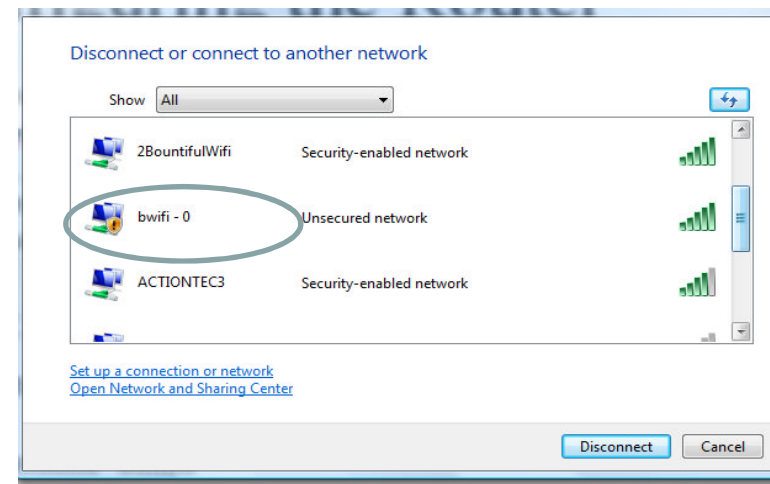 Disconnect or connect to another network
Show All
2BountifulWifi Security-enabled network
bwifi - 0 Unsecured network
ACTIONTEC3 Security-enabled network
Set up a connection or network
Open Network and Sharing Center
Disconnect Cancel